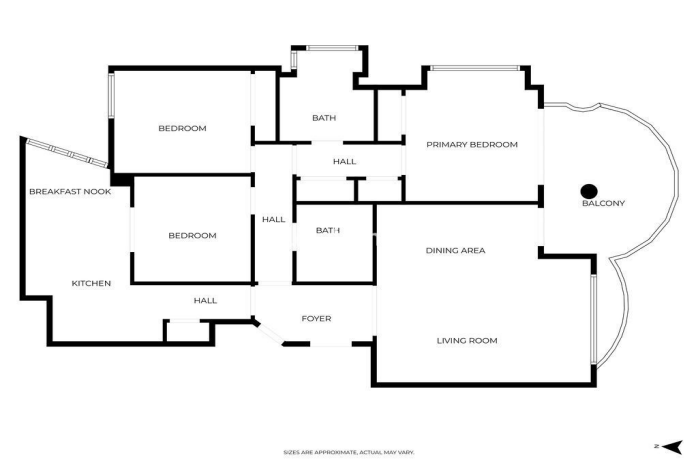 BATH
BEDROOM
PRIMARY BEDROOM
HALL
BREAKFAST NOOK
BALCONY
HALL
BATH
BEDROOM
DINING AREA
KITCHEN
HALL
FOYER
LIVING ROOM
N
SIZES ARE APPROXIMATE, ACTUAL MAY VARY.